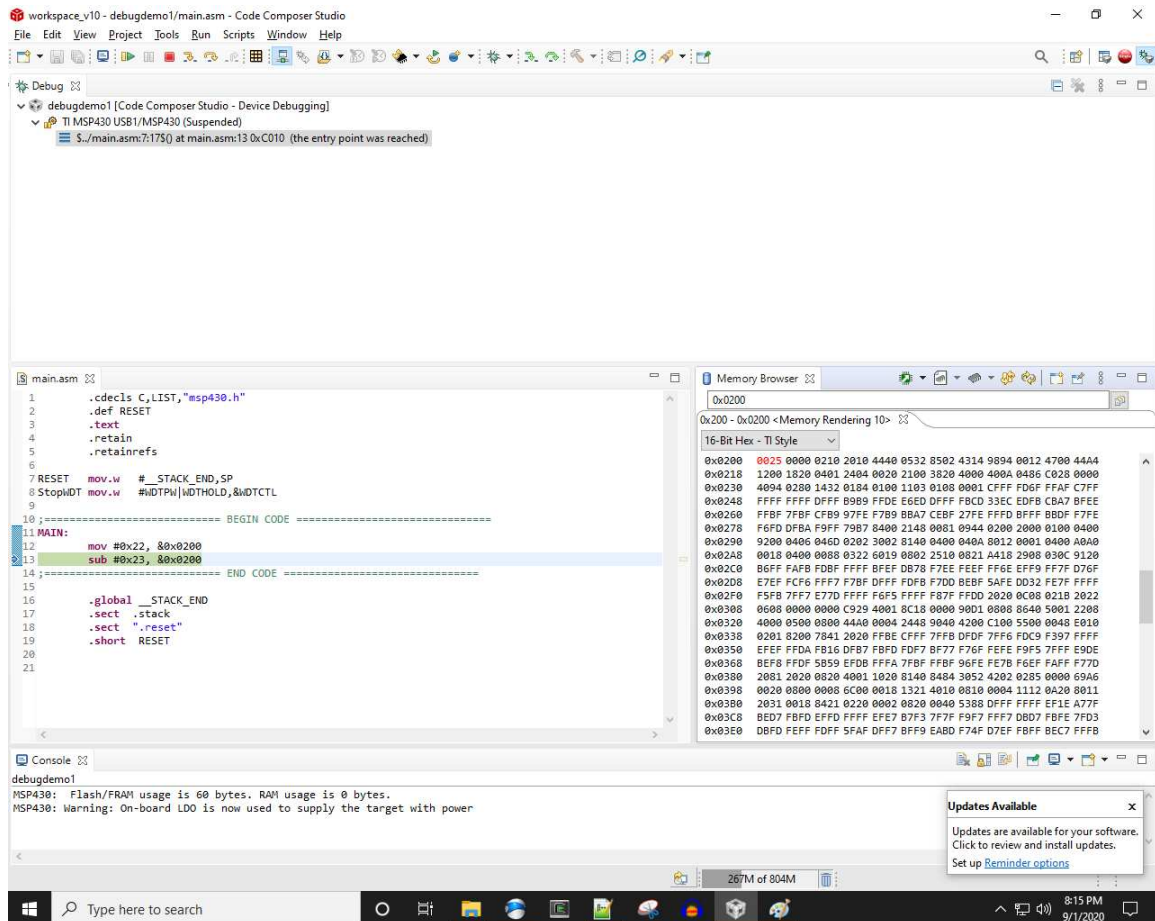 workspace_v10 - debugdemo1/main.asm - Code Composer Studio
File Edit View Project Tools Run Scripts Window Help
Debug
debugdemo1 [Code Composer Studio - Device Debugging]
TI MSP430 USB1/MSP430 (Suspended)
$../main.asm:7:17$() at main.asm:13 0xC010 (the entry point was reached)
main.asm
1 .cdecls C,LIST,"msp430.h"
2 .def RESET
3 .text
4 .retain
5 .retainrefs
6
7 RESET mov.w #__STACK_END,SP
8 StopWDT mov.w #WDTPW|WDTHOLD,&WDTCTL
9
10 ;============================ BEGIN CODE ===============================
11 MAIN:
12 mov #0x22, &0x0200
13 sub #0x23, &0x0200
14 ;============================ END CODE ===============================
15
16 .global __STACK_END
17 .sect .stack
18 .sect ".reset"
19 .short RESET
20
21
Memory Browser
0x0200
0x200 - 0x0200 <Memory Rendering 10>
16-Bit Hex - TI Style
0x0200 0025 0000 0210 2010 4440 0532 8502 4314 9894 0012 4700 44A4
0x0218 1200 1820 0401 2404 0020 2100 3820 4000 400A 0486 C028 0000
0x0230 4094 0280 1432 0184 0100 1103 0108 0001 CFFF FD6F FFAF C7FF
0x0248 FFFF FFFF DFFF B9B9 FFDE E6ED DFFF FBCD 33EC EDFB CBA7 BFEE
0x0260 FFBF 7FBF CFB9 97FE F7B9 BBA7 CEBF 27FE FFFD BFFF BBDF F7FE
0x0278 F6FD DFBA F9FF 79B7 8400 2148 0081 0944 0200 2000 0100 0400
0x0290 9200 0406 046D 0202 3002 8140 0400 040A 8012 0001 0400 A0A0
0x02A8 0018 0400 0088 0322 6019 0802 2510 0821 A418 2908 030C 9120
0x02C0 B6FF FAFB FDBF FFFF BFEF DB78 F7EE FEEF FF6E EFF9 FF7F D76F
0x02D8 E7EF FCF6 FFF7 F7BF DFFF FDFB F7DD BEBF 5AFE DD32 FE7F FFFF
0x02F0 F5FB 7FF7 E77D FFFF F6F5 FFFF F87F FFDD 2020 0C08 021B 2022
0x0308 0608 0000 0000 C929 4001 8C18 0000 90D1 0808 8640 5001 2208
0x0320 4000 0500 0800 44A0 0004 2448 9040 4200 C100 5500 0048 E010
0x0338 0201 8200 7841 2020 FFBE CFFF 7FFB DFDF 7FF6 FDC9 F397 FFFF
0x0350 EFEF FFDA FB16 DFB7 FBFD FDF7 BF77 F76F FEFE F9F5 7FFF E9DE
0x0368 BEF8 FFDF 5B59 EFDB FFFA 7FBF FFBF 96FE FE7B F6EF FAFF F77D
0x0380 2081 2020 0820 4001 1020 8140 8484 3052 4202 0285 0000 69A6
0x0398 0020 0800 0008 6C00 0018 1321 4010 0810 0004 1112 0A20 8011
0x03B0 2031 0018 8421 0220 0002 0820 0040 5388 DFFF FFFF EF1E A77F
0x03C8 BED7 FBFD EFFD FFFF EFE7 B7F3 7F7F F9F7 FFF7 DBD7 FBFE 7FD3
0x03E0 DBFD FEFF FDFF 5FAF DFF7 BFF9 EABD F74F D7EF FBFF BEC7 FFFB
Console
debugdemo1
MSP430: Flash/FRAM usage is 60 bytes. RAM usage is 0 bytes.
MSP430: Warning: On-board LDO is now used to supply the target with power
Updates Available x
Updates are available for your software.
Click to review and install updates.
Set up Reminder options
267M of 804M
Type here to search
8:15 PM
9/1/2020